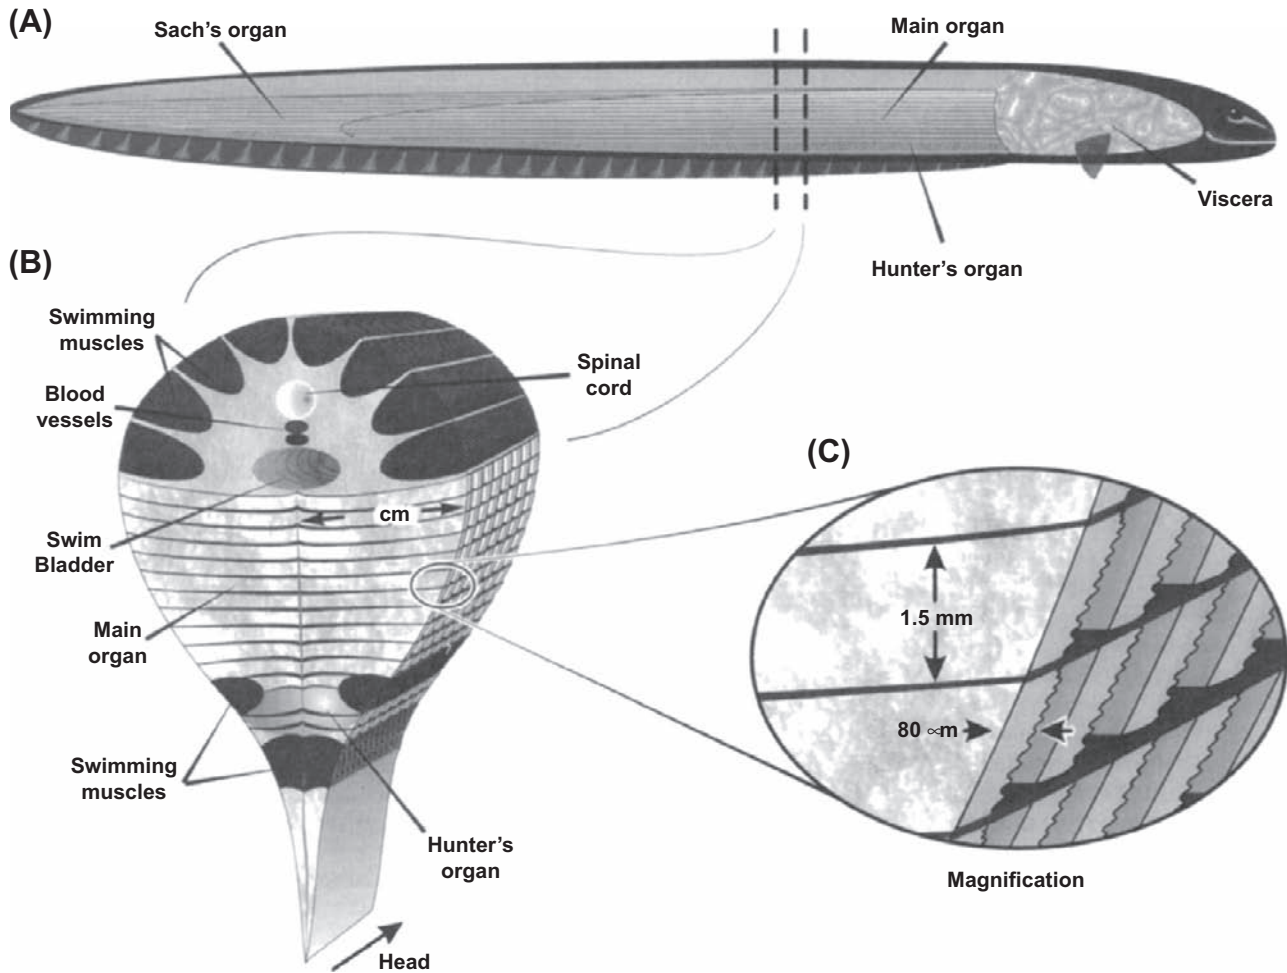 (A)
Sach's organ
Main organ
Viscera
Hunter's organ
(B)
Swimming
muscles
Blood
vessels
Spinal
cord
cm
Swim
Bladder
Main
organ
Swimming
muscles
Hunter's
organ
Head
(C)
1.5 mm
80 ∝m
Magnification